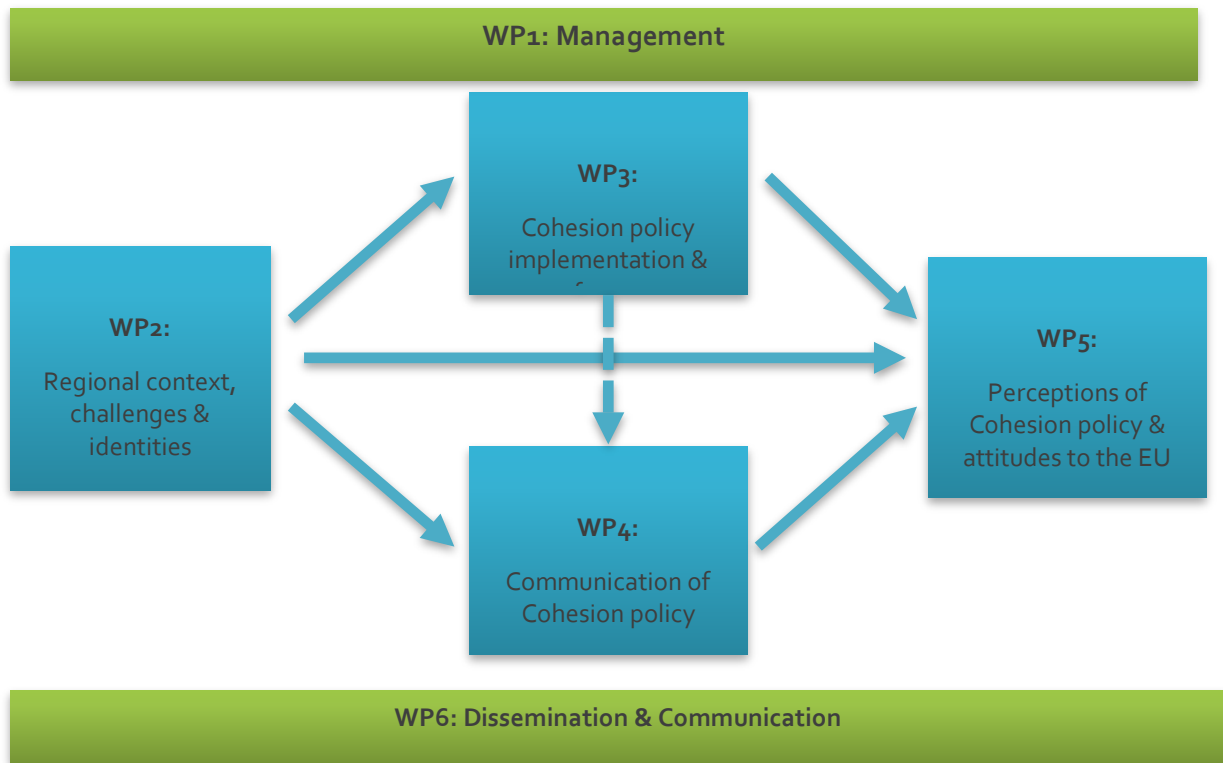 WP1: Management
WP3:
Cohesion policy
implementation &
WP2:
Regional context,
challenges &
identities
WP5:
Perceptions of
Cohesion policy &
attitudes to the EU
WP4:
Communication of
Cohesion policy
WP6: Dissemination & Communication